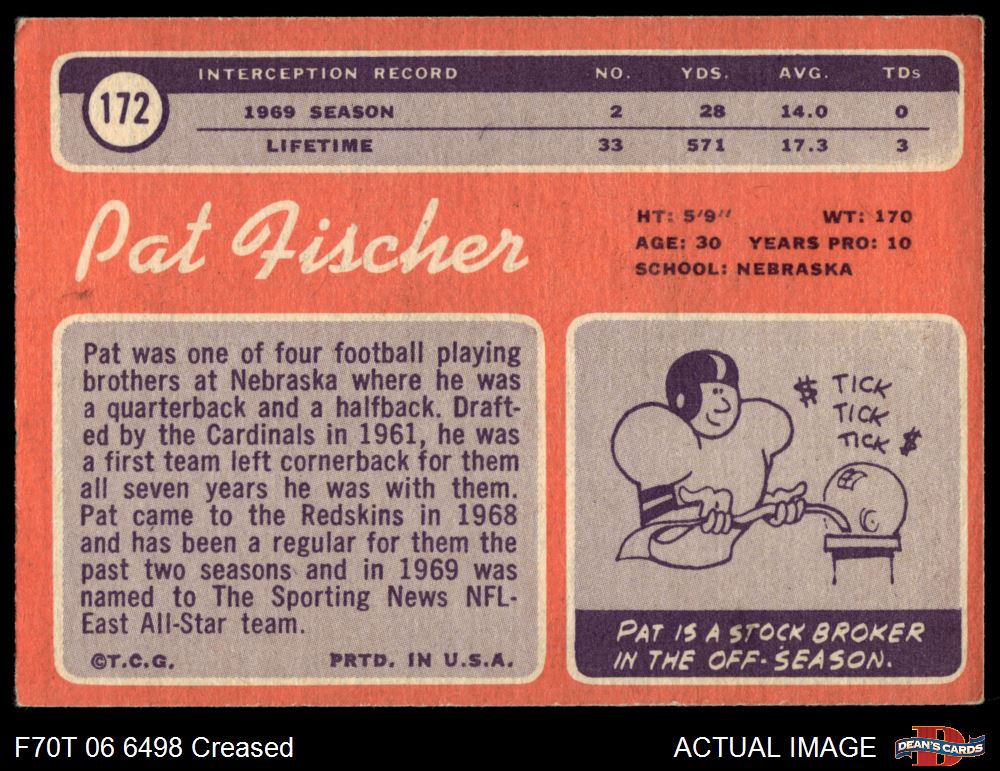 172
INTERCEPTION RECORD NO. YDS. AVG. TDs
1969 SEASON 2 28 14.0 0
LIFETIME 33 571 17.3 3
Pat Fischer
HT: 5'9" WT: 170
AGE: 30 YEARS PRO: 10
SCHOOL: NEBRASKA
Pat was one of four football playing
brothers at Nebraska where he was
a quarterback and a halfback. Draft-
ed by the Cardinals in 1961, he was
a first team left cornerback for them
all seven years he was with them.
Pat came to the Redskins in 1968
and has been a regular for them the
past two seasons and in 1969 was
named to The Sporting News NFL-
East All-Star team.
©T.C.G. PRTD. IN U.S.A.
$ TICK
TICK
TICK $
PAT IS A STOCK BROKER
IN THE OFF-SEASON.
F70T 06 6498 Creased
ACTUAL IMAGE
D
DEAN'S CARDS